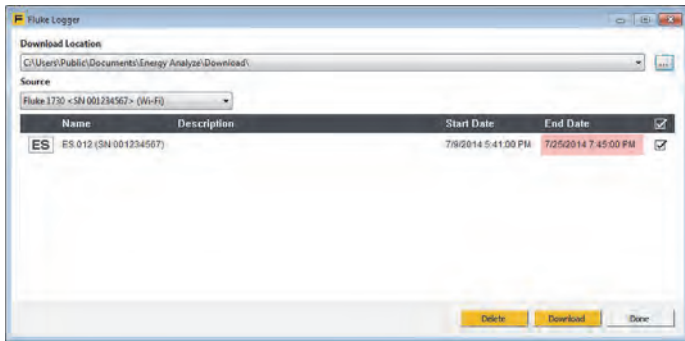 Fluke Logger
Download Location
C:\Users\Public\Documents\Energy Analyze\Download\
...
Source
Fluke 1730 <SN 001234567> (Wi-Fi)
Name Description Start Date End Date
ES ES.012 (SN:001234567) 7/9/2014 5:41:00 PM 7/25/2014 7:45:00 PM
Delete Download Done